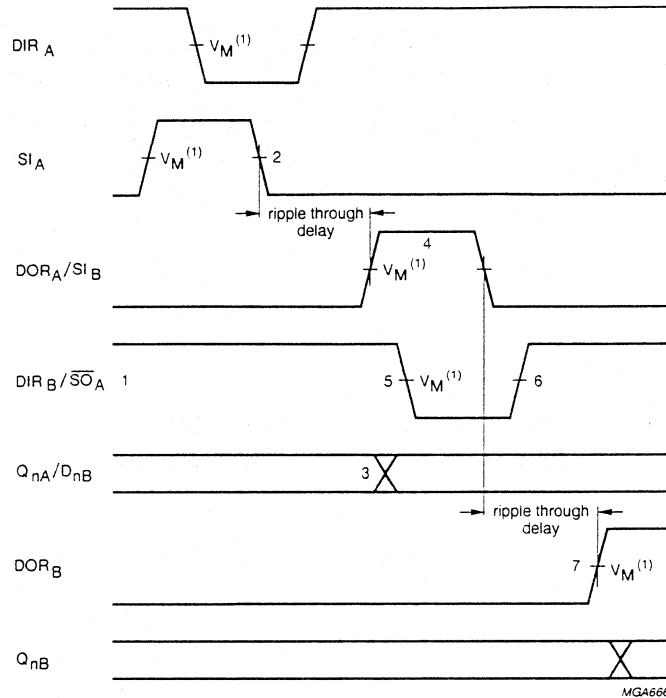 DIR A V M (1)
SI A V M (1) 2
ripple through
delay
4
DOR A / SI B V M (1)
DIR B / SO A 1 5 V M (1) 6
Q nA / D nB 3
ripple through
delay
DOR B 7 V M (1)
Q nB
MGA666